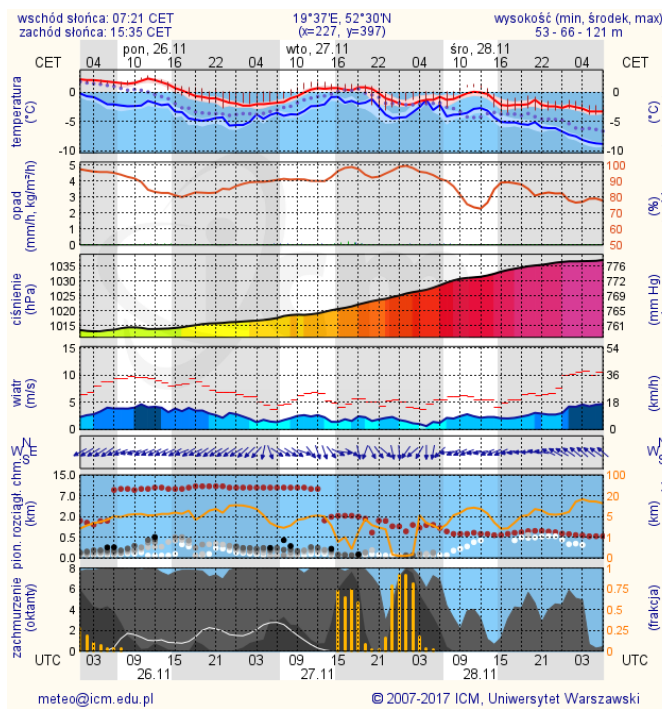 wschód słońca: 07:21 CET 19°37'E, 52°30'N wysokość (min, środek, max)
zachód słońca: 15:35 CET (x=227, y=397) 53 - 66 - 121 m
pon, 26.11 wto, 27.11 śro, 28.11
CET 04 10 16 22 04 10 16 22 04 10 16 22 CET
temperatura (°C)
0 -5 -10
0 -5 -10
(°C)
opad (mm/h, kg/m²/h)
5 4 3 2 1 0
100 90 80 70 60 50
(%)
ciśnienie (hPa)
1035 1030 1025 1020 1015
776 772 769 765 761
(mm Hg)
wiatr (m/s)
15 10 5 0
54 36 18 0
(km/h)
N W E S
N W E S
pion. rozciągł. chm. (km)
15.0 7.0 2.0 0.5 0.0
100 20 10 5 0
(km)
zachmurzenie (oktanty)
8 6 4 2 0
1 0.75 0.5 0.25 0
(frakcja)
UTC 03 09 15 21 03 09 15 21 03 09 15 21 UTC
26.11 27.11 28.11
meteo@icm.edu.pl © 2007-2017 ICM, Uniwersytet Warszawski